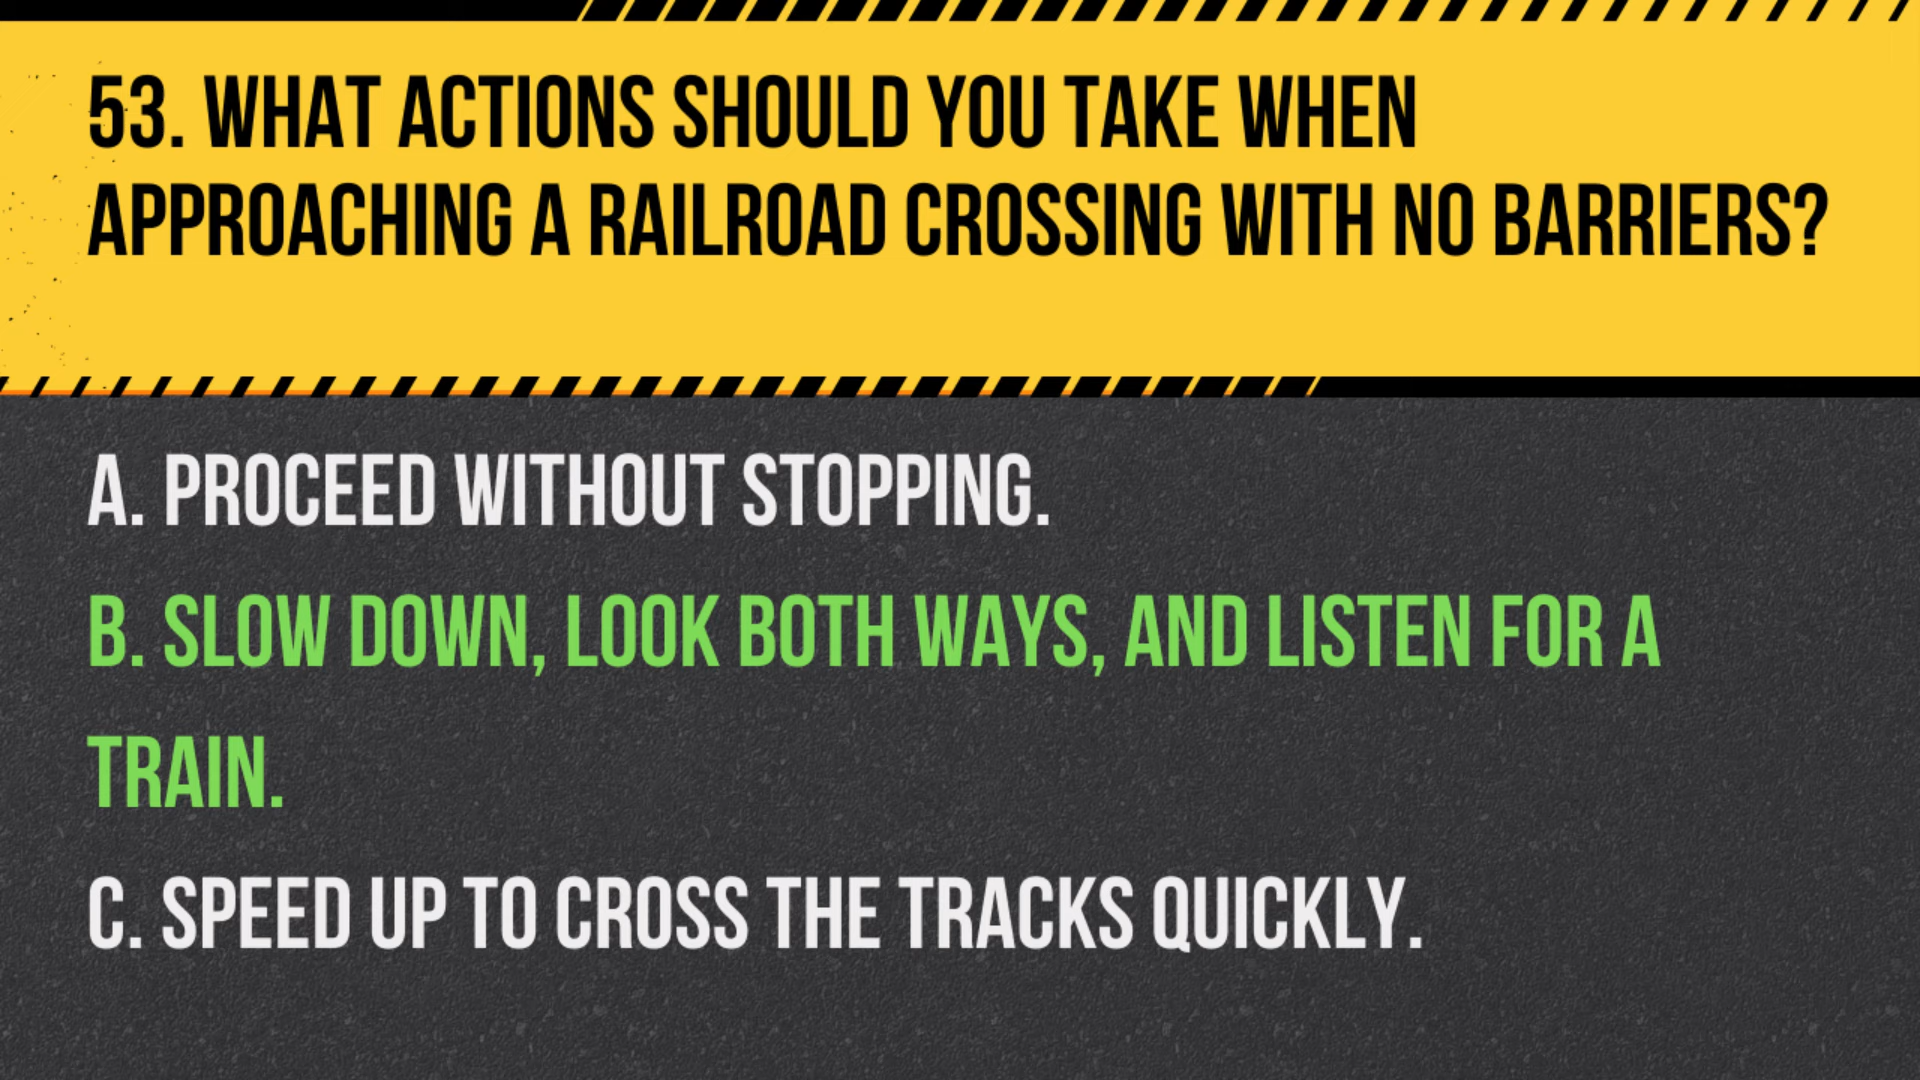 53. WHAT ACTIONS SHOULD YOU TAKE WHEN
APPROACHING A RAILROAD CROSSING WITH NO BARRIERS?
A. PROCEED WITHOUT STOPPING.
B. SLOW DOWN, LOOK BOTH WAYS, AND LISTEN FOR A
TRAIN.
C. SPEED UP TO CROSS THE TRACKS QUICKLY.